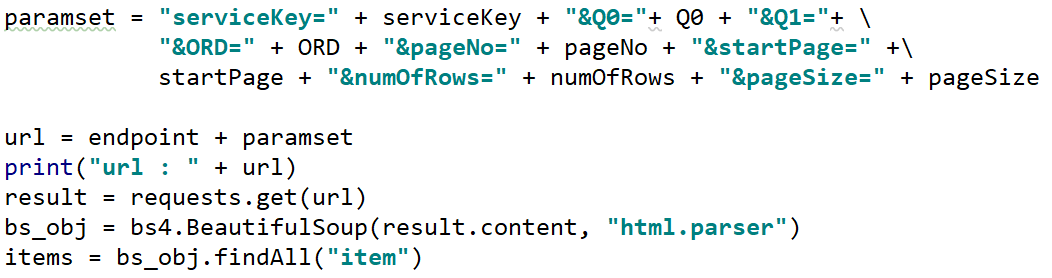 paramset = "serviceKey=" + serviceKey + "&Q0="+ Q0 + "&Q1="+ \
"&ORD=" + ORD + "&pageNo=" + pageNo + "&startPage=" +\
startPage + "&numOfRows=" + numOfRows + "&pageSize=" + pageSize
url = endpoint + paramset
print("url : " + url)
result = requests.get(url)
bs_obj = bs4.BeautifulSoup(result.content, "html.parser")
items = bs_obj.findAll("item")